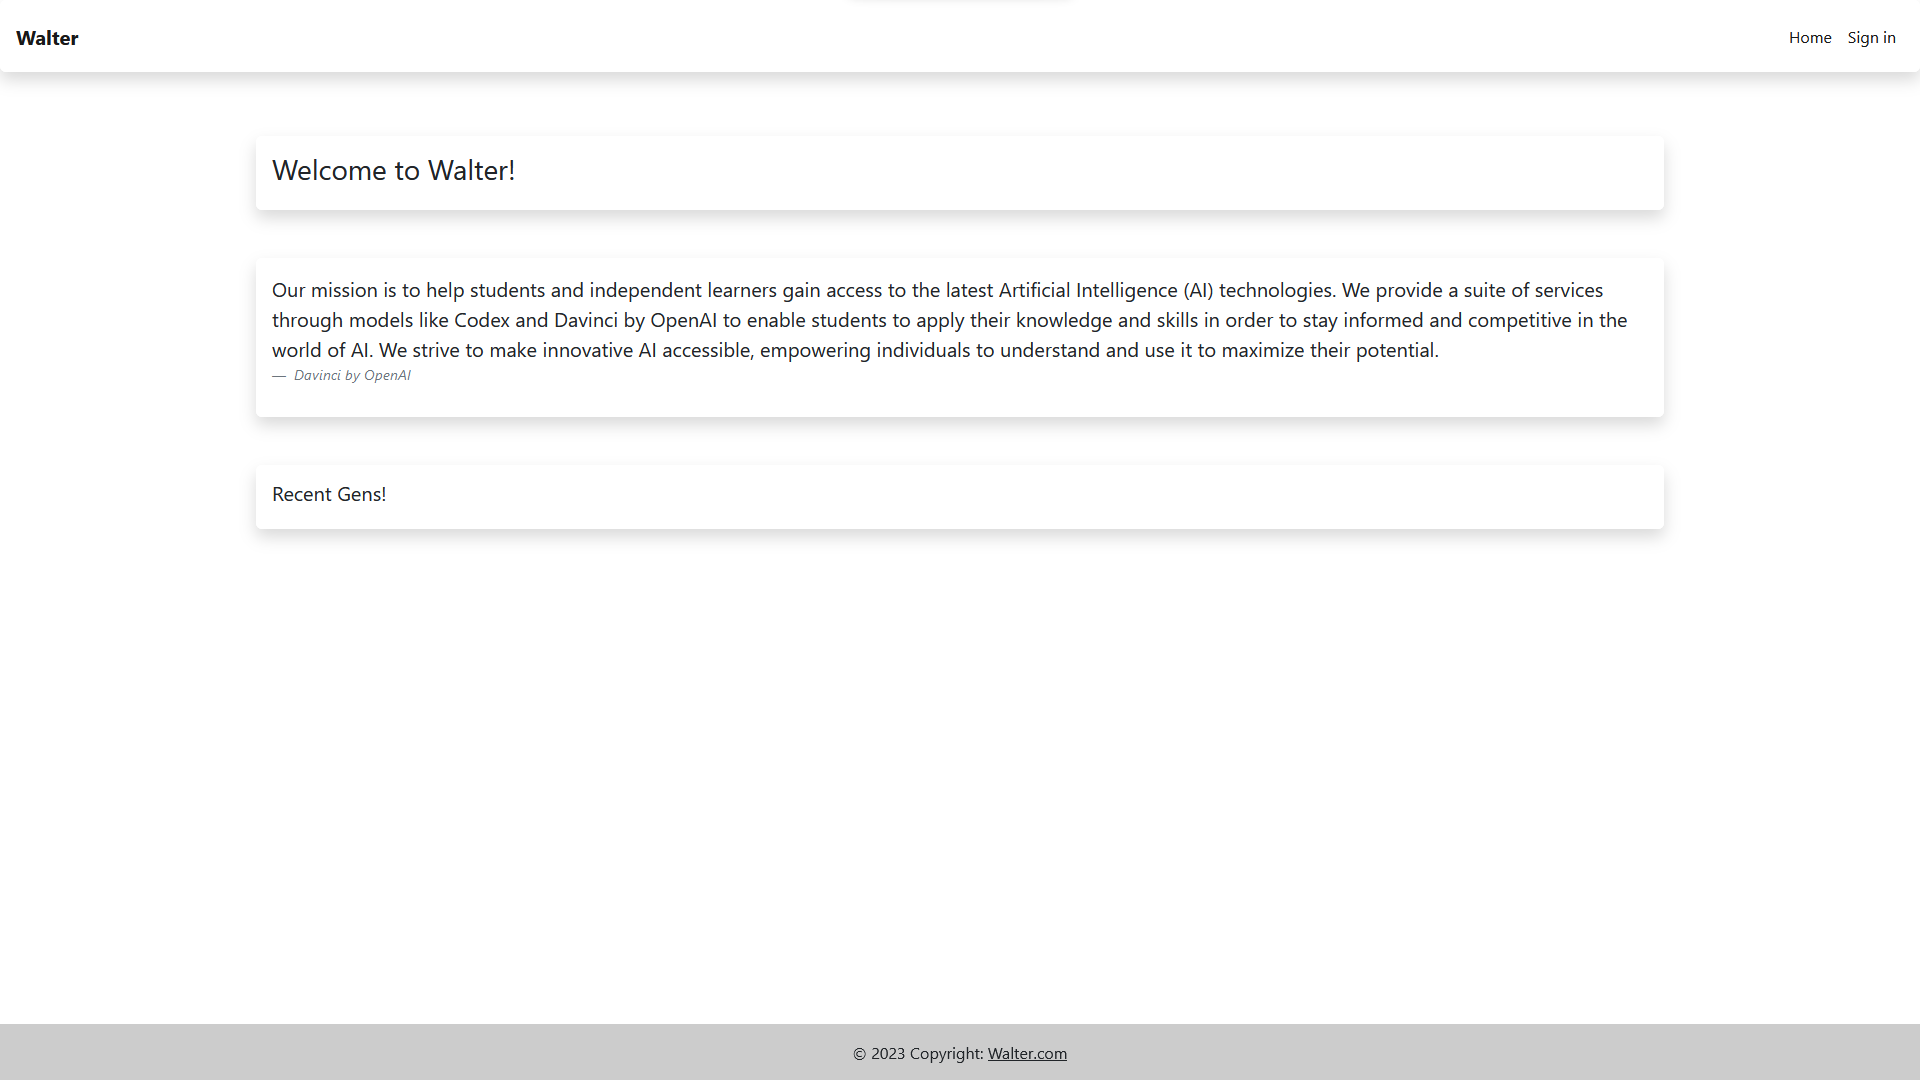 Walter
Home
Sign in
Welcome to Walter!
Our mission is to help students and independent learners gain access to the latest Artificial Intelligence (AI) technologies. We provide a suite of services
through models like Codex and Davinci by OpenAI to enable students to apply their knowledge and skills in order to stay informed and competitive in the
world of AI. We strive to make innovative AI accessible, empowering individuals to understand and use it to maximize their potential.
— Davinci by OpenAI
Recent Gens!
© 2023 Copyright: Walter.com